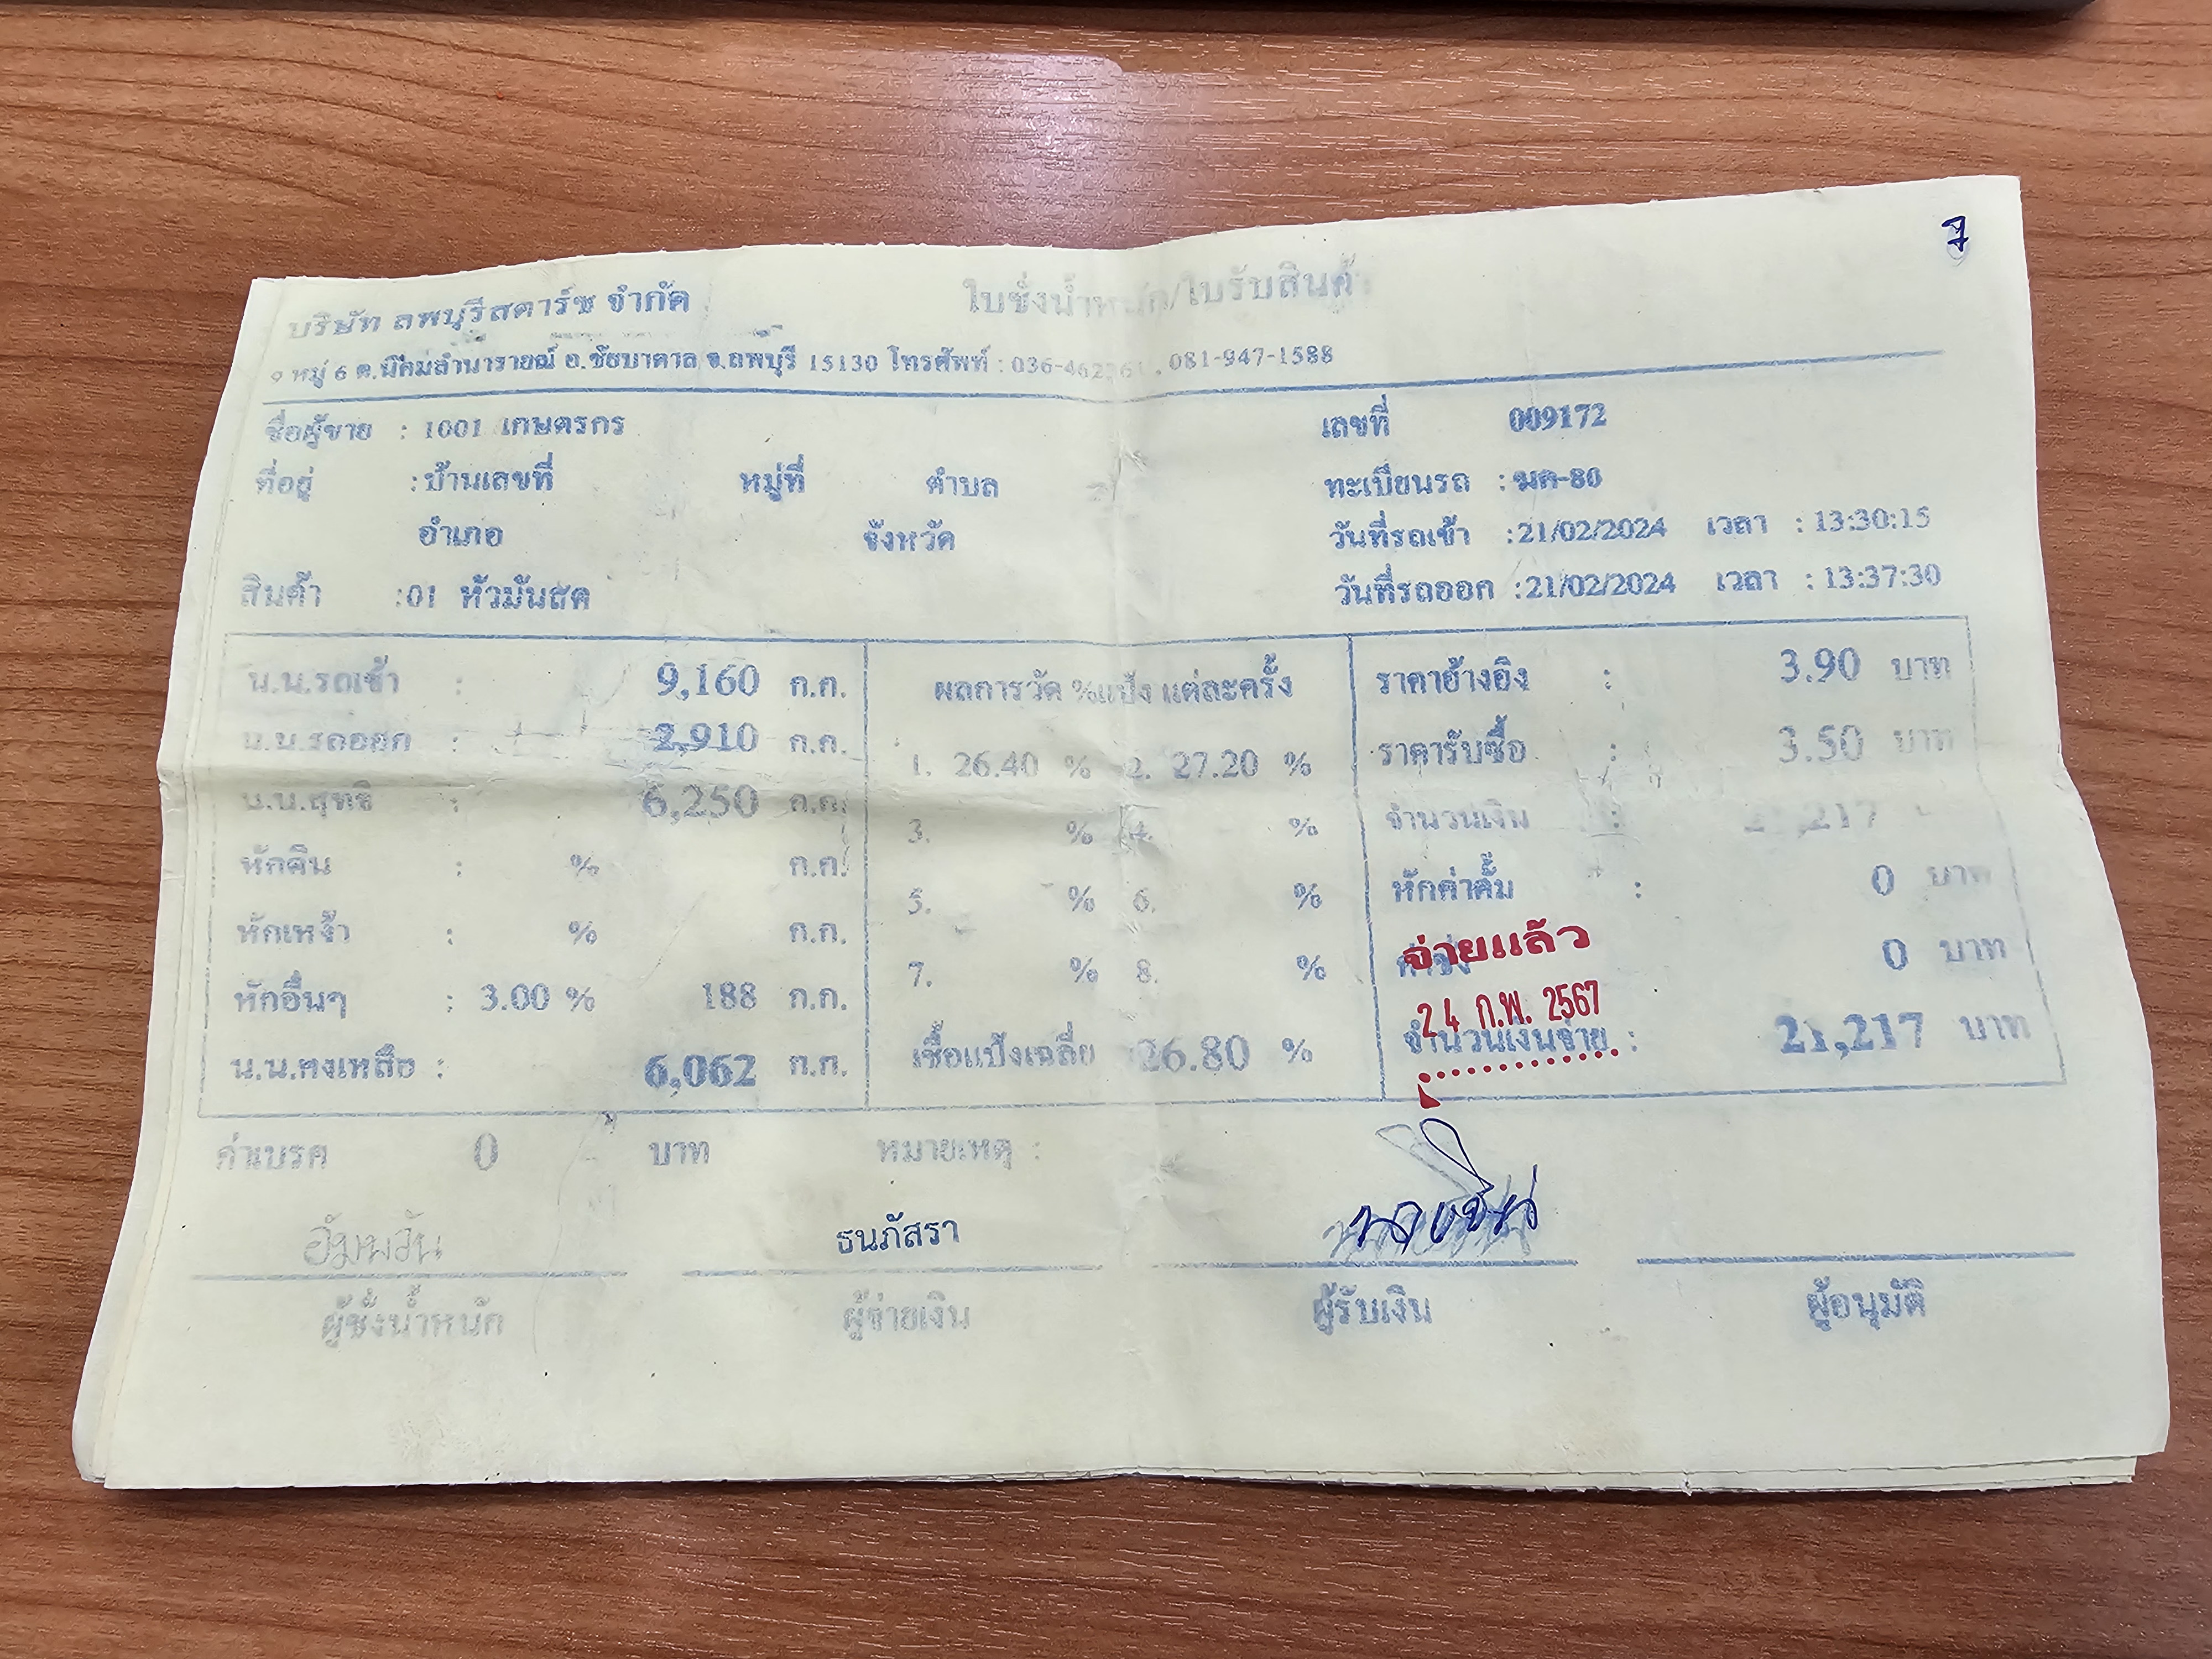 7
บริษัท ลพบุรีสตาร์ช จำกัด ใบชั่งน้ำหนัก/ใบรับสินค้า
หมู่ 6 ต.นิคมลำนารายณ์ อ.ชัยบาดาล จ.ลพบุรี 15130 โทรศัพท์ : , 081-947-1588
ชื่อผู้ขาย : 1001 เกษตรกร เลขที่ 009172
ที่อยู่ :บ้านเลขที่ หมู่ที่ ตำบล ทะเบียนรถ : มค-80
อำเภอ จังหวัด วันที่รถเข้า :21/02/2024 เวลา : 13:30:15
สินค้า :01 หัวมันสด วันที่รถออก :21/02/2024 เวลา : 13:37:30
น.น.รถเข้า : 9,160 ก.ก. ผลการวัด %แป้ง แต่ละครั้ง ราคาอ้างอิง : 3.90 บาท
น.น.รถออก : 2,910 ก.ก. 1. 26.40 % 2. 27.20 % ราคารับซื้อ : 3.50 บาท
น.น.สุทธิ : 6,250 ก.ก. 3. % 4. % จำนวนเงิน : 21,217
หักดิน : % ก.ก. 5. % 6. % หักค่าคั้ม : 0 บาท
หักเหง้า : % ก.ก. 7. % 8. % ค่าชั่ง 0 บาท
จ่ายแล้ว
24 ก.พ. 2567
หักอื่นๆ : 3.00 % 188 ก.ก. เชื้อแป้งเฉลี่ย 26.80 % จำนวนเงินจ่าย : 21,217 บาท
น.น.คงเหลือ : 6,062 ก.ก.
ค่าเบรค 0 บาท หมายเหตุ :
อัมพวัน ธนภัสรา
ผู้ชั่งน้ำหนัก ผู้จ่ายเงิน ผู้รับเงิน ผู้อนุมัติ